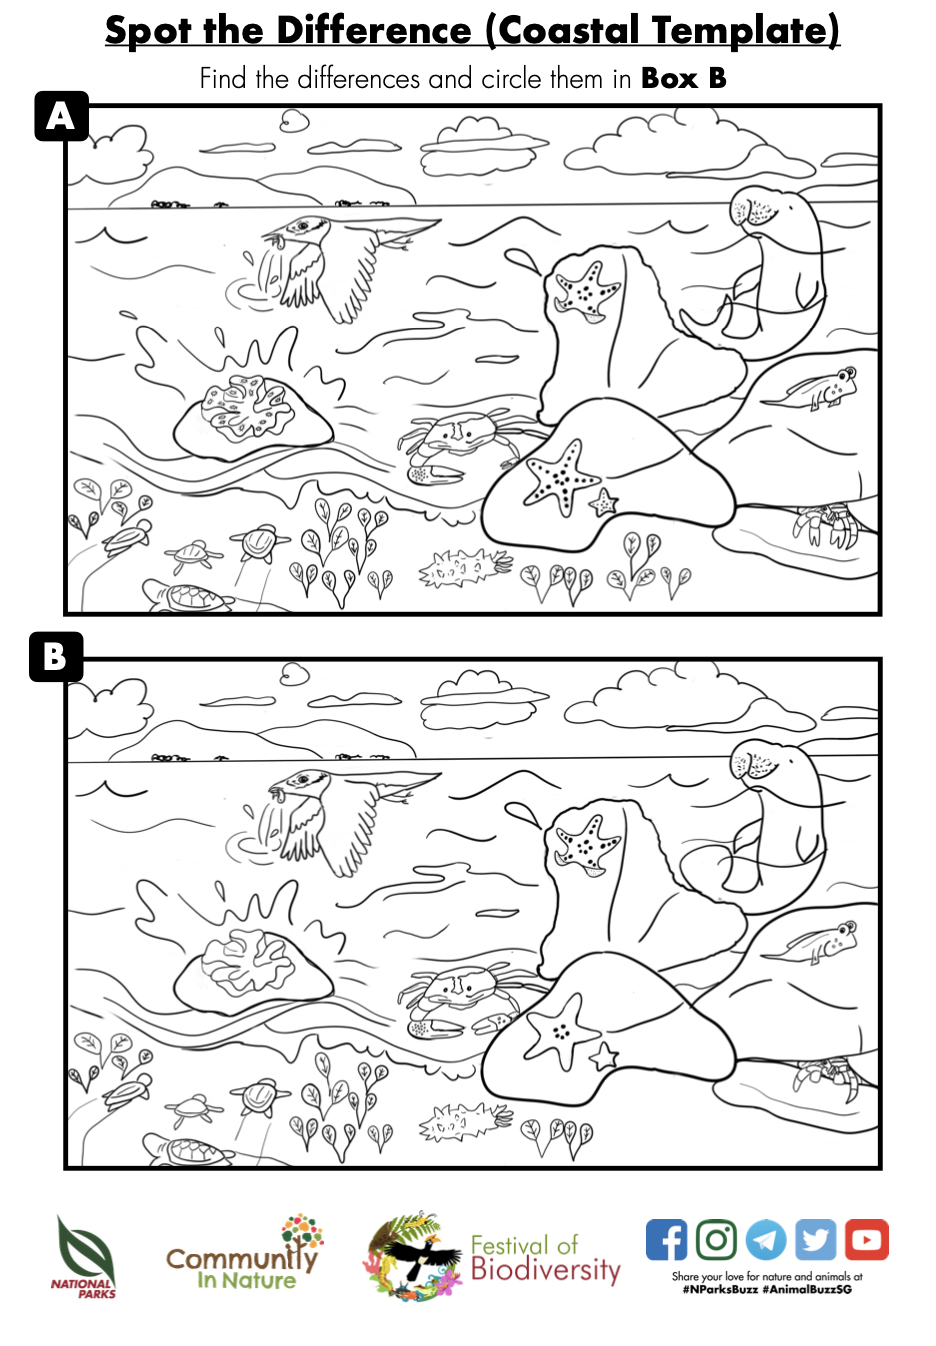 Spot the Difference (Coastal Template)
Find the differences and circle them in Box B
A
B
NATIONAL
PARKS
Community
In Nature
Festival of
Biodiversity
Share your love for nature and animals at
#NParksBuzz #AnimalBuzzSG